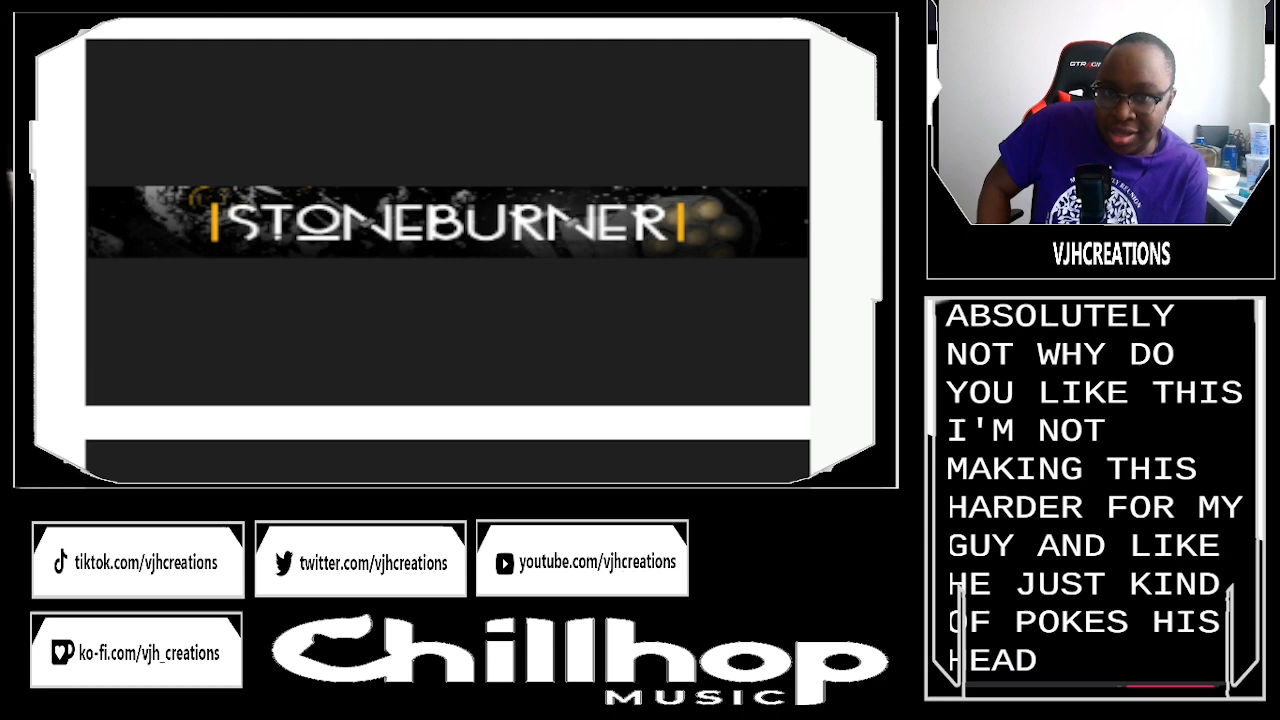 |STONEBURNER|
GTRACIN
VJHCREATIONS
ABSOLUTELY
NOT WHY DO
YOU LIKE THIS
I'M NOT
MAKING THIS
HARDER FOR MY
GUY AND LIKE
HE JUST KIND
OF POKES HIS
HEAD
tiktok.com/vjhcreations
twitter.com/vjhcreations
youtube.com/vjhcreations
ko-fi.com/vjh_creations
Chillhop
MUSIC